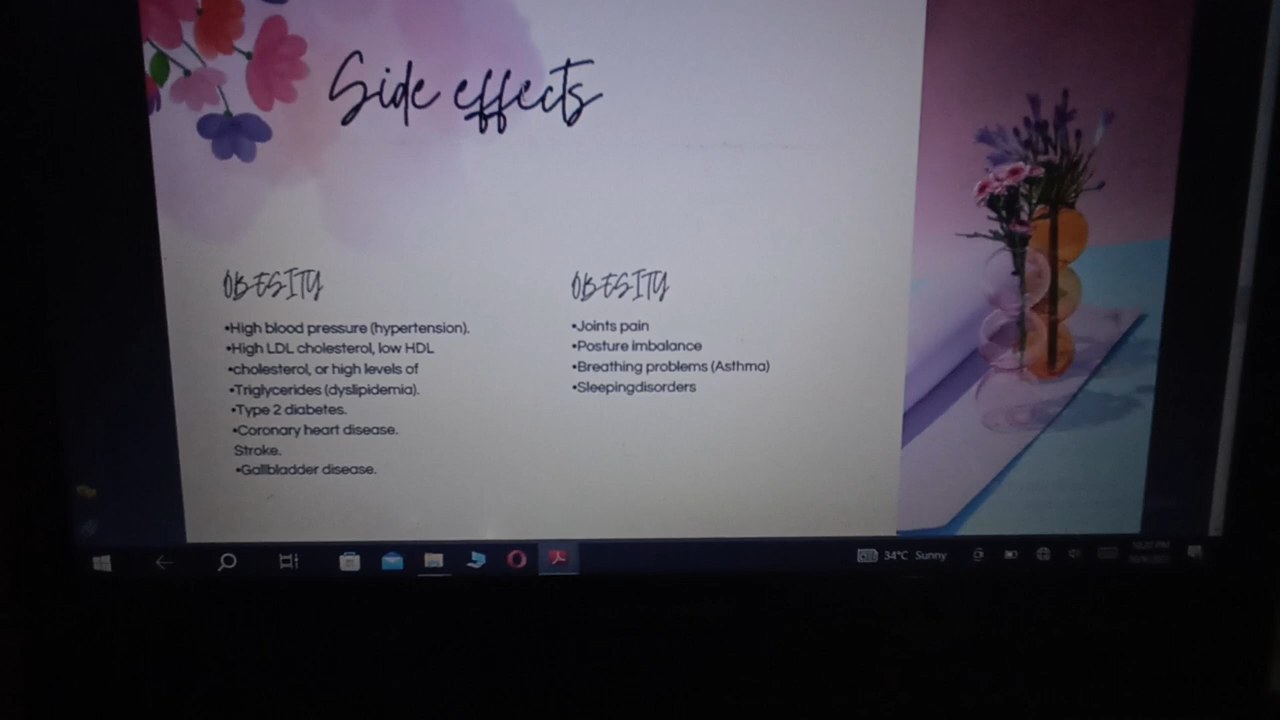 Side effects
OBESITY
•High blood pressure (hypertension).
•High LDL cholesterol, low HDL
•cholesterol, or high levels of
•Triglycerides (dyslipidemia).
•Type 2 diabetes.
•Coronary heart disease.
Stroke.
•Gallbladder disease.
OBESITY
•Joints pain
•Posture imbalance
•Breathing problems (Asthma)
•Sleepingdisorders
34°C Sunny